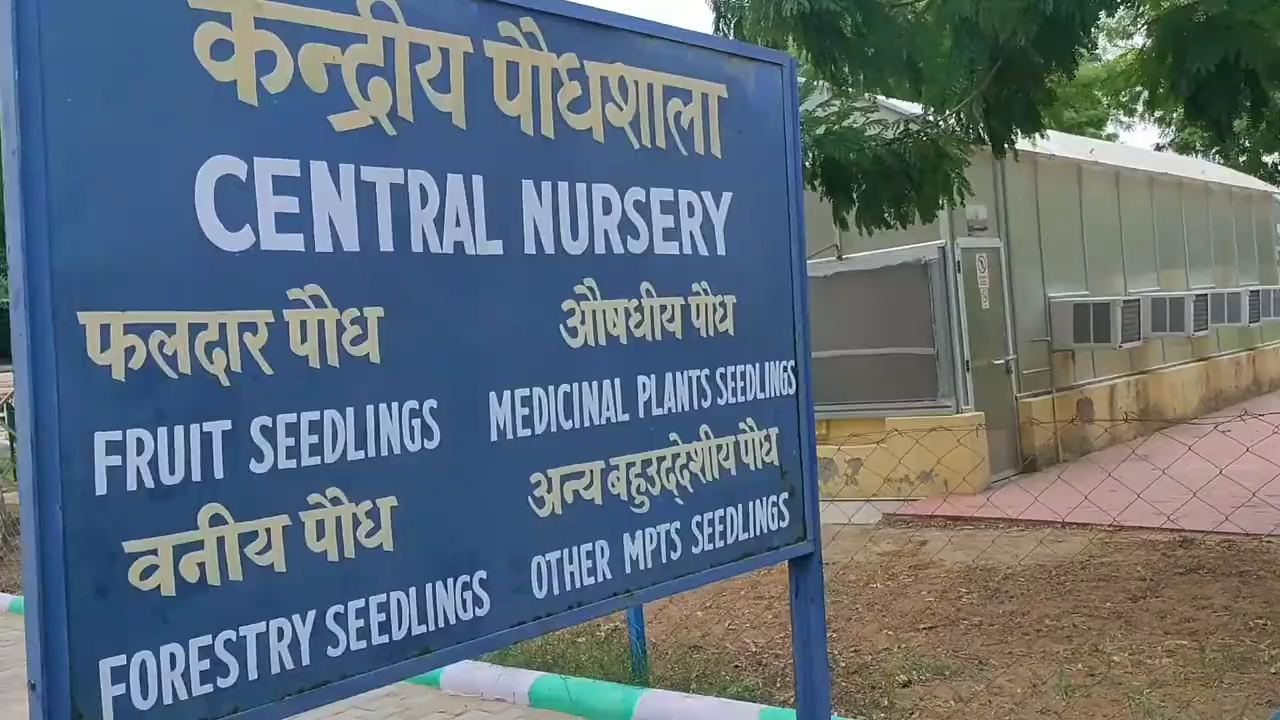 केन्द्रीय पौधशाला
CENTRAL NURSERY
फलदार पौध
FRUIT SEEDLINGS
वनीय पौध
FORESTRY SEEDLINGS
औषधीय पौध
MEDICINAL PLANTS SEEDLINGS
अन्य बहुउद्देशीय पौध
OTHER MPTS SEEDLINGS